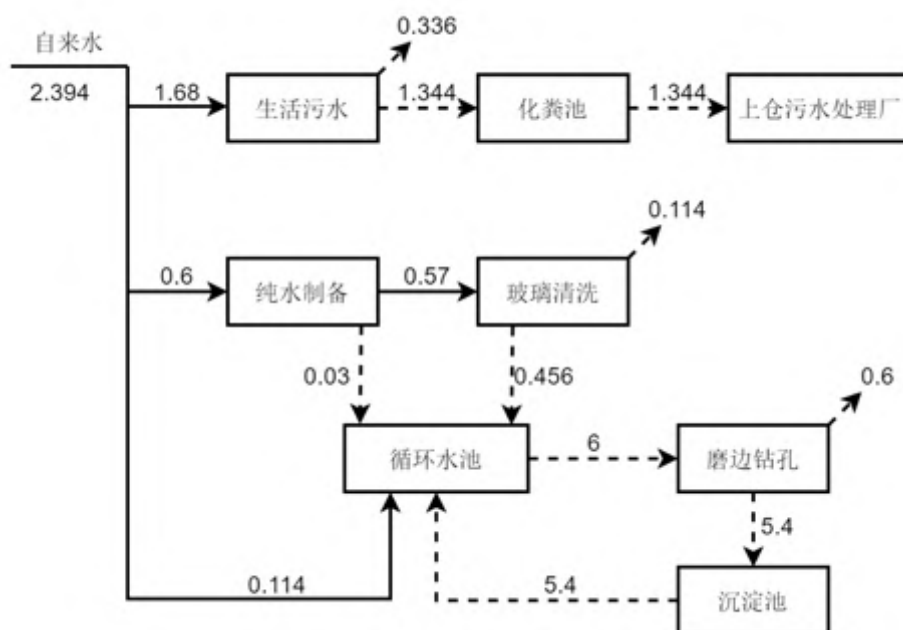 自来水
2.394
1.68
生活污水
0.336
1.344
化粪池
1.344
上仓污水处理厂
0.6
纯水制备
0.57
玻璃清洗
0.114
0.03
0.456
循环水池
6
磨边钻孔
0.6
5.4
沉淀池
5.4
0.114